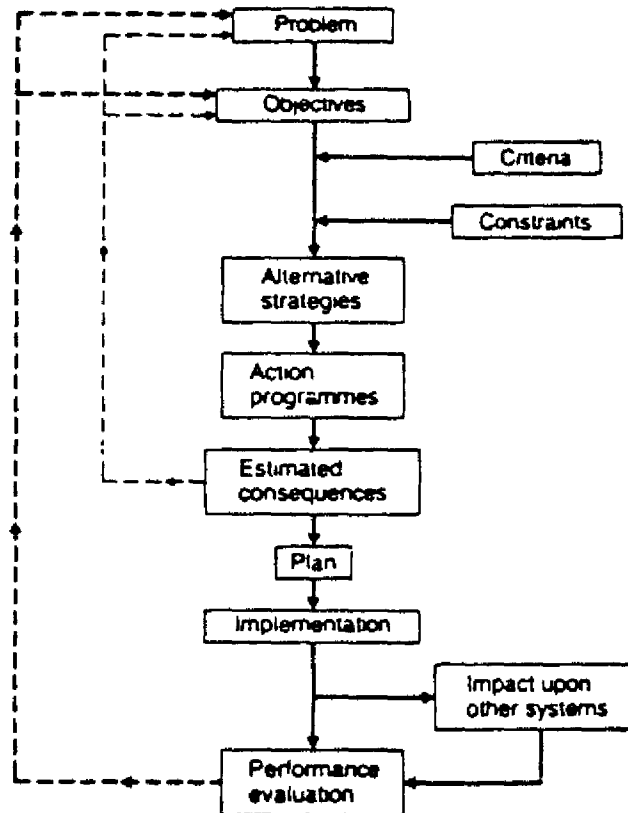 Problem
Objectives
Criteria
Constraints
Alternative
strategies
Action
programmes
Estimated
consequences
Plan
Implementation
Impact upon
other systems
Performance
evaluation